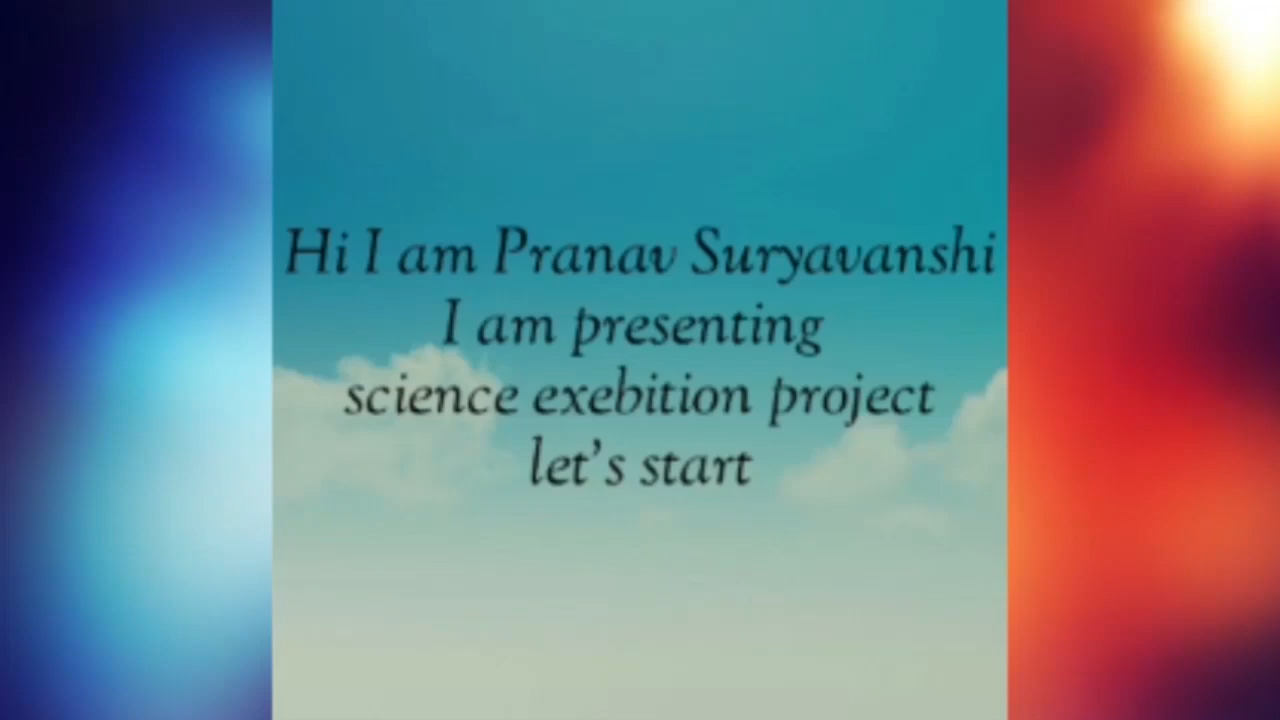 Hi I am Pranav Suryavanshi
I am presenting
science exebition project
let's start